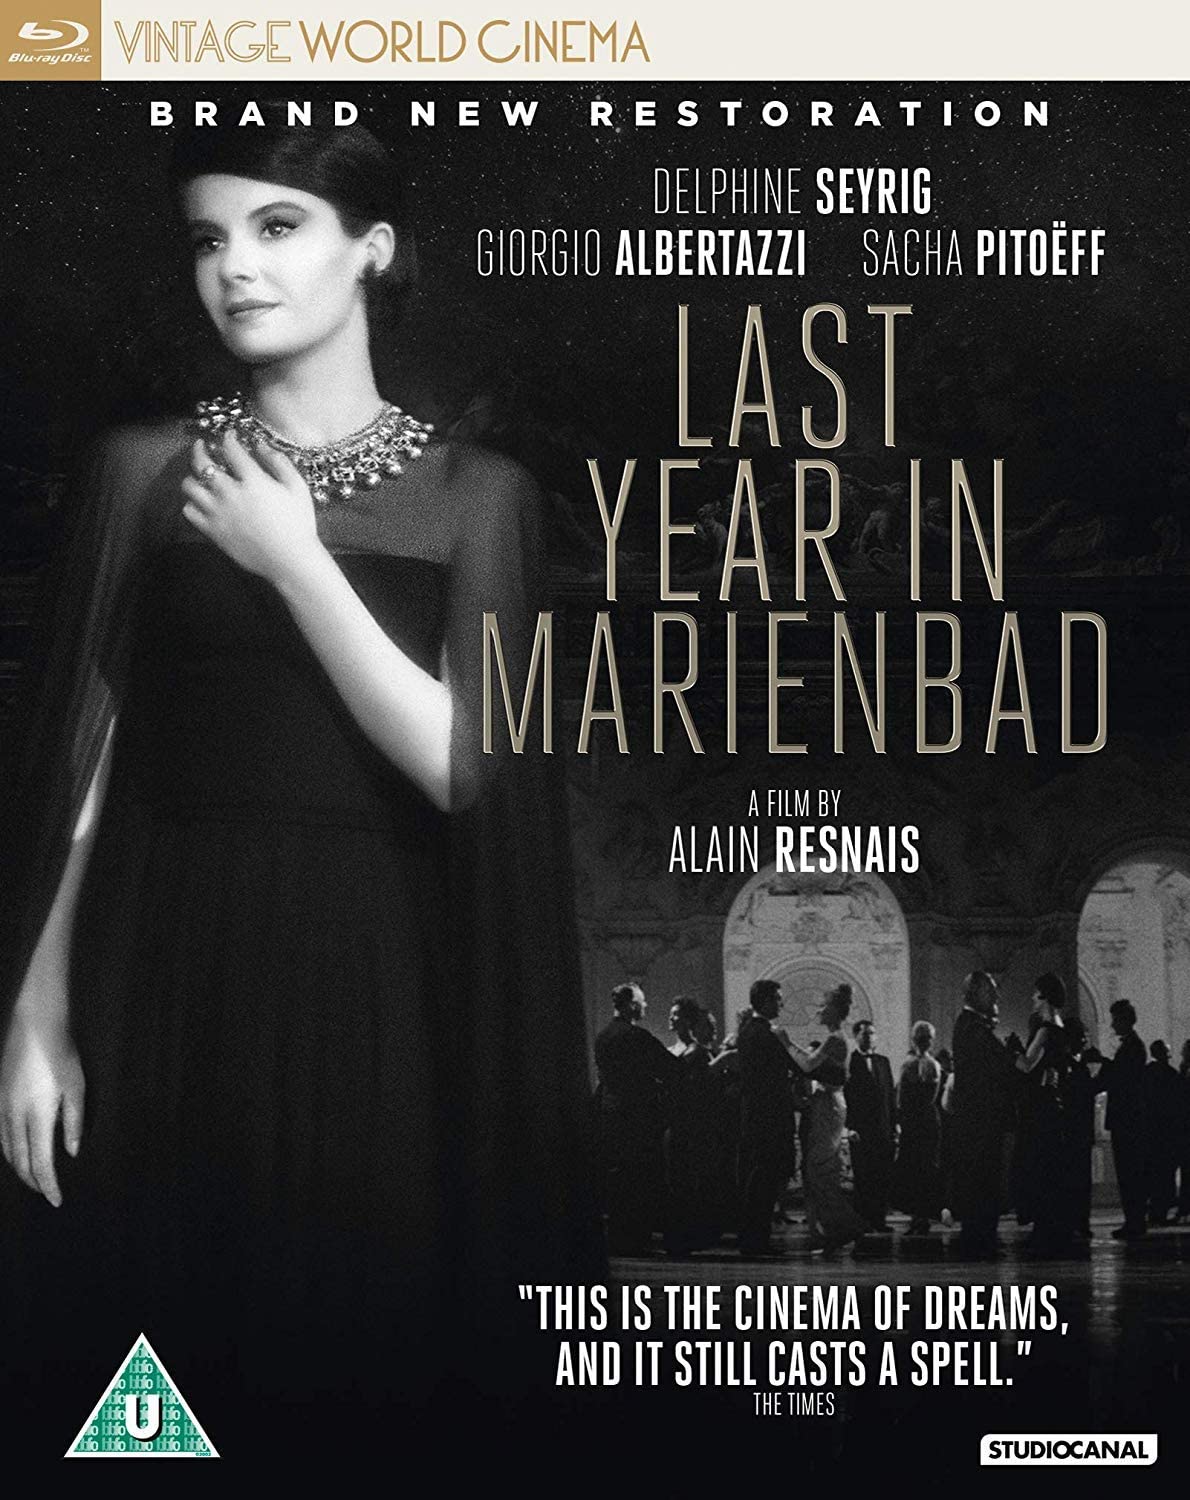 Blu-ray Disc™
VINTAGE WORLD CINEMA
BRAND NEW RESTORATION
DELPHINE SEYRIG
GIORGIO ALBERTAZZI SACHA PITOËFF
LAST
YEAR IN
MARIENBAD
A FILM BY
ALAIN RESNAIS
"THIS IS THE CINEMA OF DREAMS,
AND IT STILL CASTS A SPELL."
THE TIMES
U
STUDIOCANAL